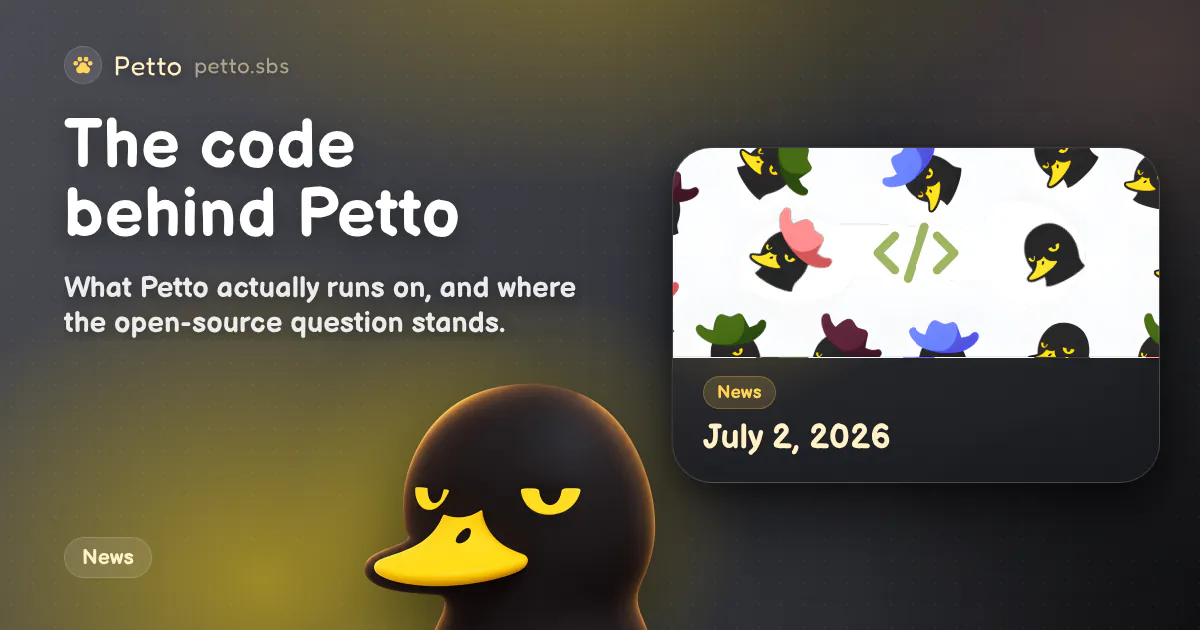 Petto petto.sbs
The code
behind Petto
What Petto actually runs on, and where
the open-source question stands.
News
</>
News
July 2, 2026